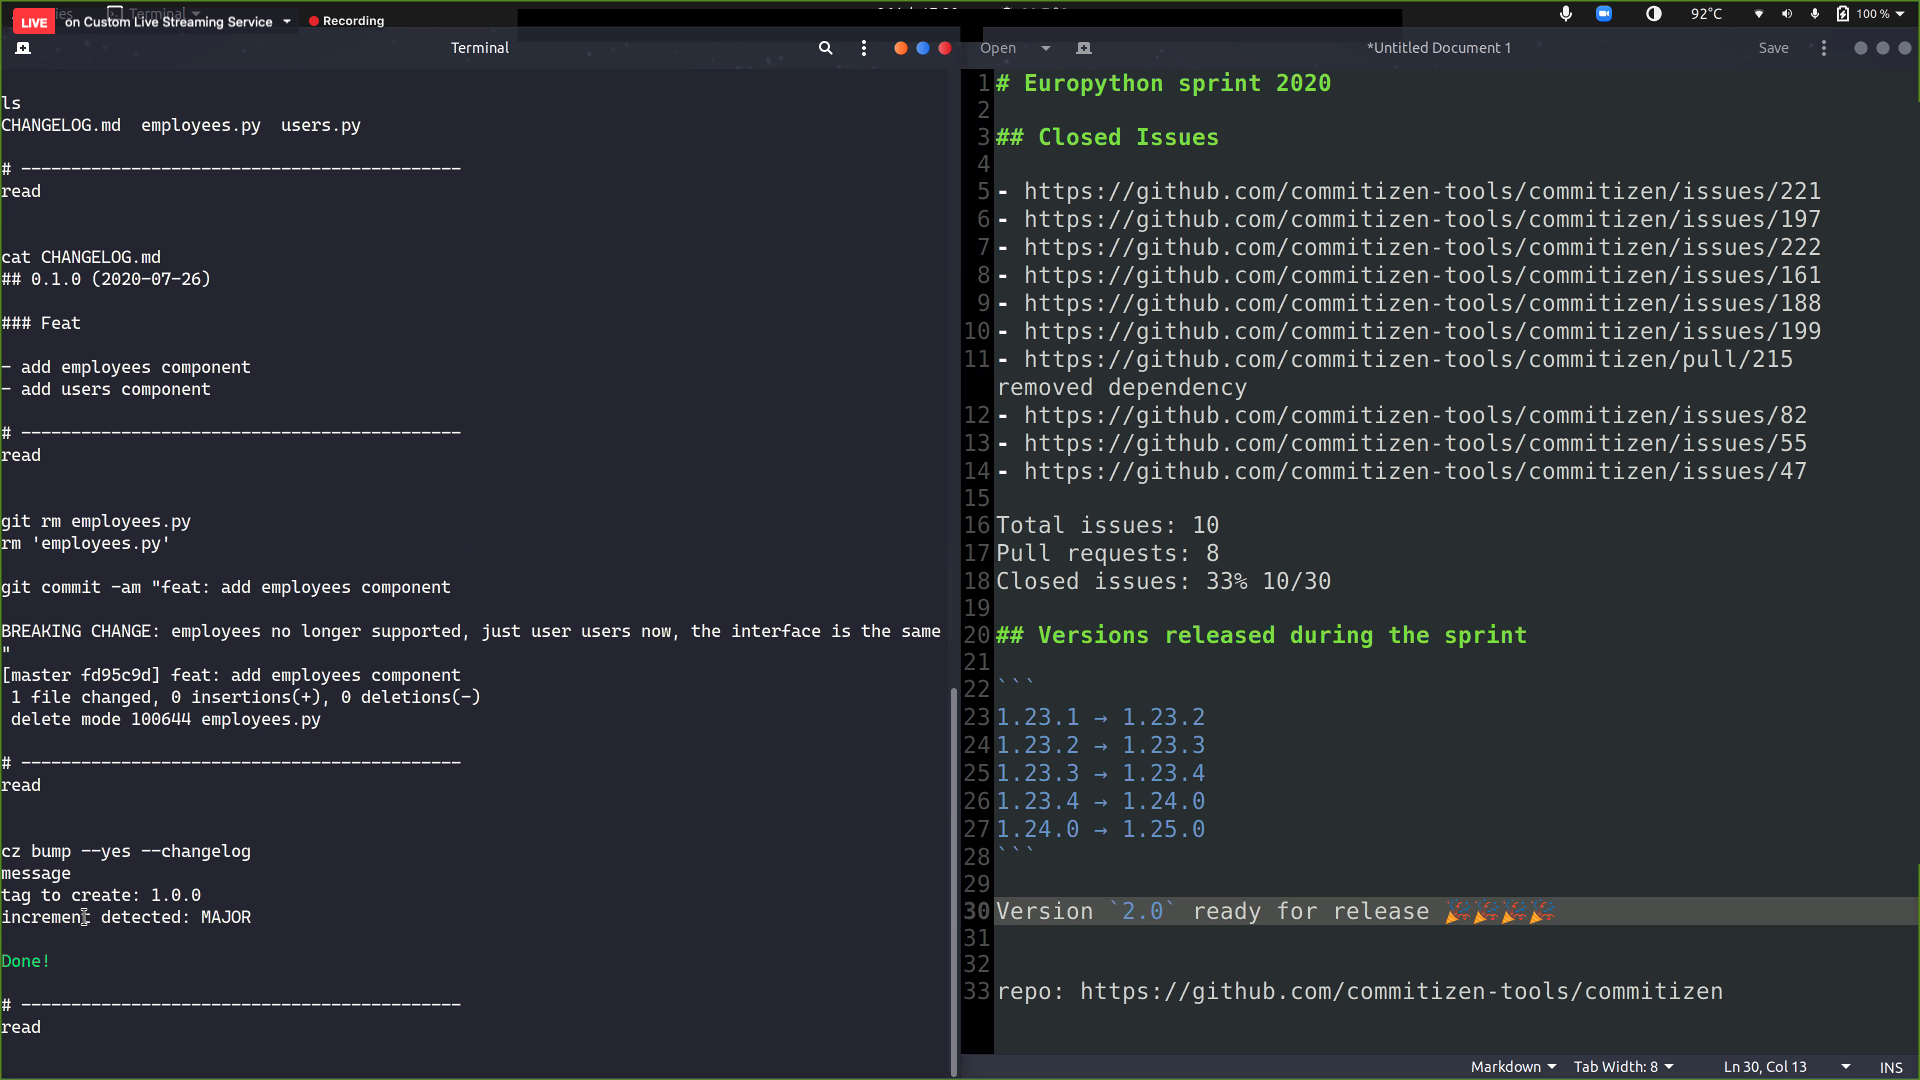 LIVE on Custom Live Streaming Service Recording
92°C 100 %
Terminal
ls
CHANGELOG.md employees.py users.py
# --------------------------------------------
read
cat CHANGELOG.md
## 0.1.0 (2020-07-26)
### Feat
- add employees component
- add users component
# --------------------------------------------
read
git rm employees.py
rm 'employees.py'
git commit -am "feat: add employees component
BREAKING CHANGE: employees no longer supported, just user users now, the interface is the same
"
[master fd95c9d] feat: add employees component
1 file changed, 0 insertions(+), 0 deletions(-)
delete mode 100644 employees.py
# --------------------------------------------
read
cz bump --yes --changelog
message
tag to create: 1.0.0
increment detected: MAJOR
Done!
# --------------------------------------------
read
Open *Untitled Document 1 Save
1 # Europython sprint 2020
2
3 ## Closed Issues
4
5 - https://github.com/commitizen-tools/commitizen/issues/221
6 - https://github.com/commitizen-tools/commitizen/issues/197
7 - https://github.com/commitizen-tools/commitizen/issues/222
8 - https://github.com/commitizen-tools/commitizen/issues/161
9 - https://github.com/commitizen-tools/commitizen/issues/188
10 - https://github.com/commitizen-tools/commitizen/issues/199
11 - https://github.com/commitizen-tools/commitizen/pull/215
removed dependency
12 - https://github.com/commitizen-tools/commitizen/issues/82
13 - https://github.com/commitizen-tools/commitizen/issues/55
14 - https://github.com/commitizen-tools/commitizen/issues/47
15
16 Total issues: 10
17 Pull requests: 8
18 Closed issues: 33% 10/30
19
20 ## Versions released during the sprint
21
22 ```
23 1.23.1 → 1.23.2
24 1.23.2 → 1.23.3
25 1.23.3 → 1.23.4
26 1.23.4 → 1.24.0
27 1.24.0 → 1.25.0
28 ```
29
30 Version `2.0` ready for release 🎉🎉🎉🎉
31
32
33 repo: https://github.com/commitizen-tools/commitizen
Markdown Tab Width: 8 Ln 30, Col 13 INS